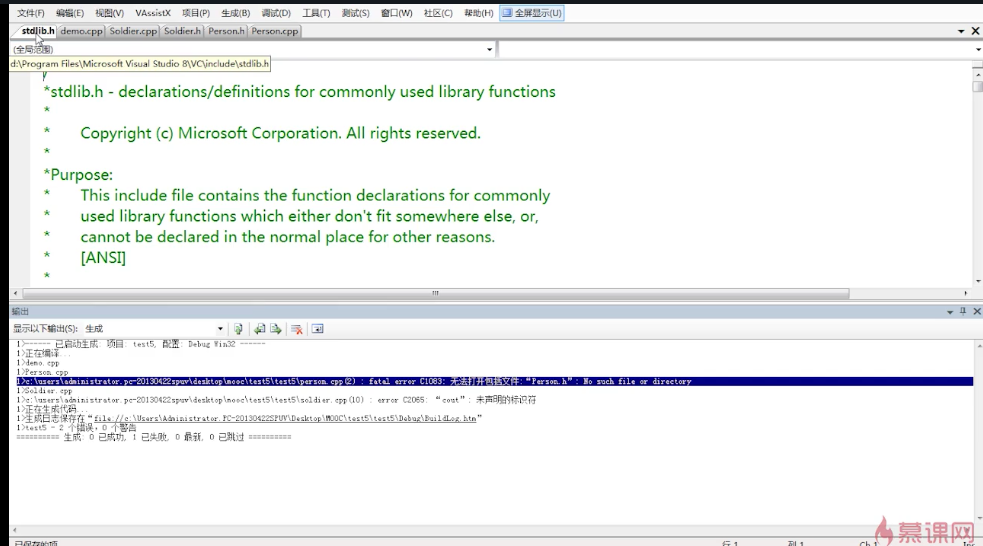 文件(F) 编辑(E) 视图(V) VAssistX 项目(P) 生成(B) 调试(D) 工具(T) 测试(S) 窗口(W) 社区(C) 帮助(H) 全屏显示(U)
stdlib.h demo.cpp Soldier.cpp Soldier.h Person.h Person.cpp
(全局范围)
d:\Program Files\Microsoft Visual Studio 8\VC\include\stdlib.h
*stdlib.h - declarations/definitions for commonly used library functions
*
* Copyright (c) Microsoft Corporation. All rights reserved.
*
*Purpose:
* This include file contains the function declarations for commonly
* used library functions which either don't fit somewhere else, or,
* cannot be declared in the normal place for other reasons.
* [ANSI]
*
输出
显示以下输出(S): 生成
1>------ 已启动生成: 项目: test5, 配置: Debug Win32 ------
1>正在编译...
1>demo.cpp
1>Person.cpp
1>c:\users\administrator.pc-20130422spuv\desktop\mooc\test5\test5\person.cpp(2) : fatal error C1083: 无法打开包括文件:“Person.h”: No such file or directory
1>Soldier.cpp
1>c:\users\administrator.pc-20130422spuv\desktop\mooc\test5\test5\soldier.cpp(10) : error C2065: “cout”: 未声明的标识符
1>正在生成代码...
1>生成日志保存在“file://c:\Users\Administrator.PC-20130422SPUV\Desktop\MOOC\test5\test5\Debug\BuildLog.htm”
1>test5 - 2 个错误，0 个警告
========== 生成: 0 已成功, 1 已失败, 0 最新, 0 已跳过 ==========
慕课网
已保存的项 行 1 列 1 Ch 1 Ins